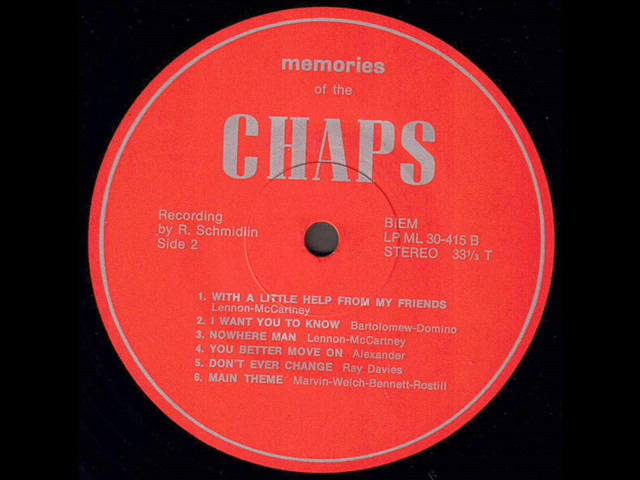 memories
of the
CHAPS
Recording
by R. Schmidlin
Side 2
BIEM
LP ML 30-415 B
STEREO 33⅓ T
1. WITH A LITTLE HELP FROM MY FRIENDS
Lennon-McCartney
2. I WANT YOU TO KNOW Bartolomew-Domino
3. NOWHERE MAN Lennon-McCartney
4. YOU BETTER MOVE ON Alexander
5. DON'T EVER CHANGE Ray Davies
6. MAIN THEME Marvin-Welch-Bennett-Rostill